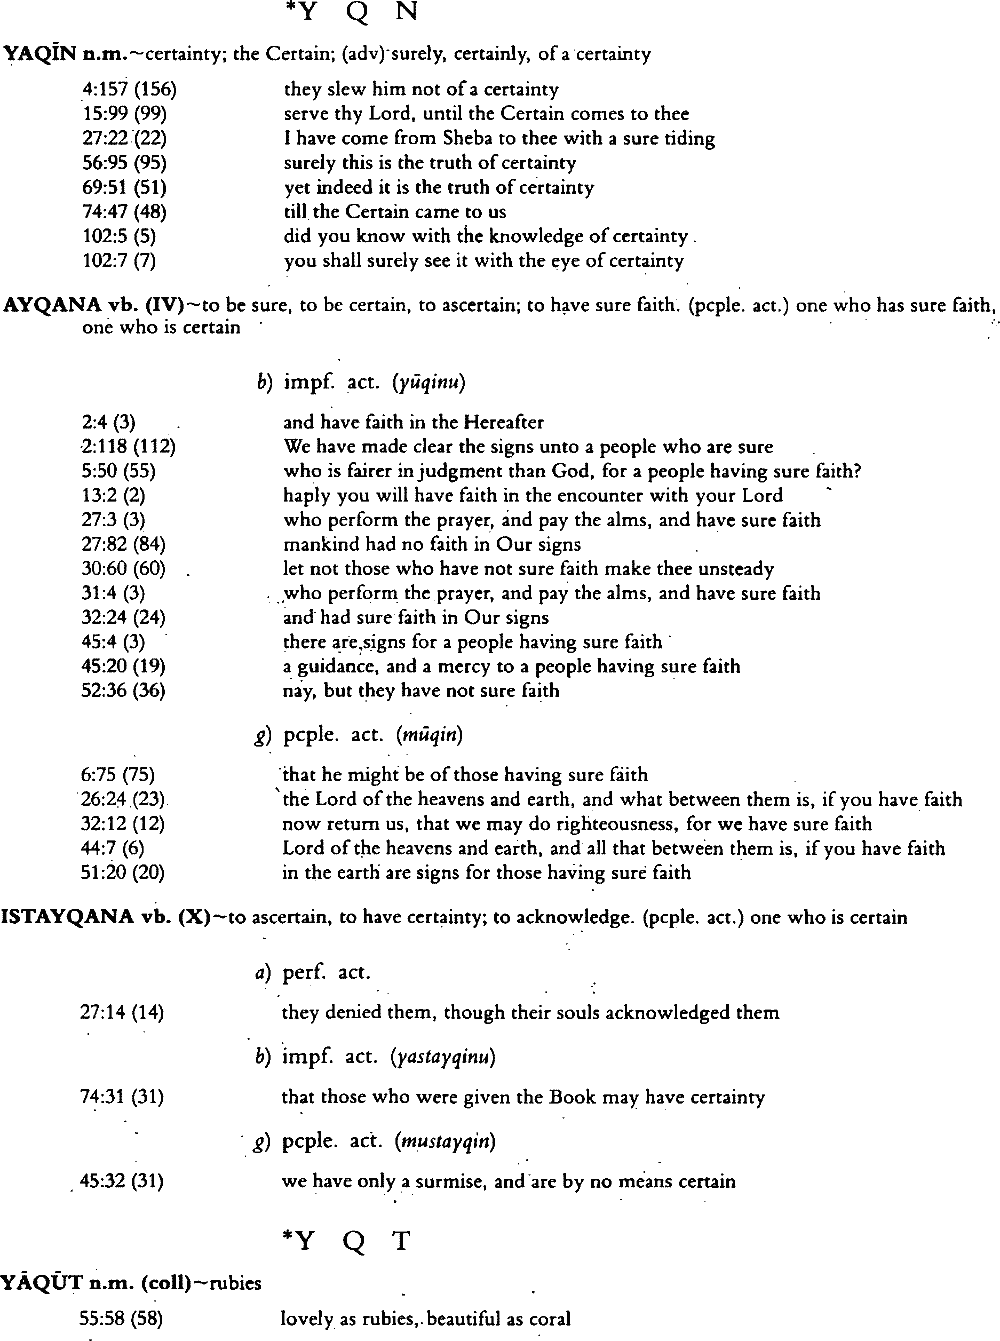 *Y Q N
YAQĪN n.m.~certainty; the Certain; (adv) surely, certainly, of a certainty
4:157 (156) they slew him not of a certainty
15:99 (99) serve thy Lord, until the Certain comes to thee
27:22 (22) I have come from Sheba to thee with a sure tiding
56:95 (95) surely this is the truth of certainty
69:51 (51) yet indeed it is the truth of certainty
74:47 (48) till the Certain came to us
102:5 (5) did you know with the knowledge of certainty
102:7 (7) you shall surely see it with the eye of certainty
AYQANA vb. (IV)~to be sure, to be certain, to ascertain; to have sure faith. (pcple. act.) one who has sure faith,
one who is certain
b) impf. act. (yūqinu)
2:4 (3) and have faith in the Hereafter
2:118 (112) We have made clear the signs unto a people who are sure
5:50 (55) who is fairer in judgment than God, for a people having sure faith?
13:2 (2) haply you will have faith in the encounter with your Lord
27:3 (3) who perform the prayer, and pay the alms, and have sure faith
27:82 (84) mankind had no faith in Our signs
30:60 (60) let not those who have not sure faith make thee unsteady
31:4 (3) who perform the prayer, and pay the alms, and have sure faith
32:24 (24) and had sure faith in Our signs
45:4 (3) there are signs for a people having sure faith
45:20 (19) a guidance, and a mercy to a people having sure faith
52:36 (36) nay, but they have not sure faith
g) pcple. act. (mūqin)
6:75 (75) that he might be of those having sure faith
26:24 (23) the Lord of the heavens and earth, and what between them is, if you have faith
32:12 (12) now return us, that we may do righteousness, for we have sure faith
44:7 (6) Lord of the heavens and earth, and all that between them is, if you have faith
51:20 (20) in the earth are signs for those having sure faith
ISTAYQANA vb. (X)~to ascertain, to have certainty; to acknowledge. (pcple. act.) one who is certain
a) perf. act.
27:14 (14) they denied them, though their souls acknowledged them
b) impf. act. (yastayqinu)
74:31 (31) that those who were given the Book may have certainty
g) pcple. act. (mustayqin)
45:32 (31) we have only a surmise, and are by no means certain
*Y Q T
YĀQŪT n.m. (coll)~rubies
55:58 (58) lovely as rubies, beautiful as coral